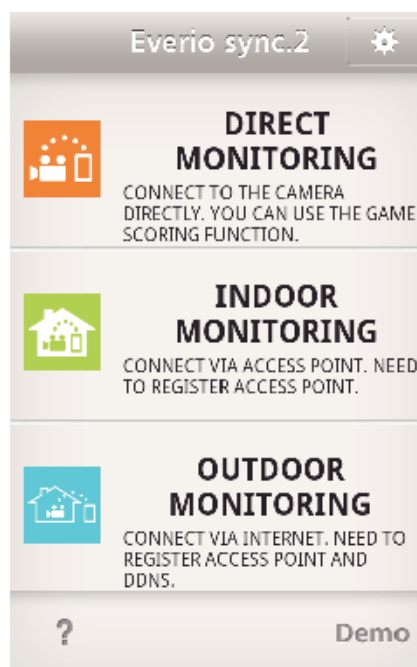 Everio sync.2
DIRECT
MONITORING
CONNECT TO THE CAMERA
DIRECTLY. YOU CAN USE THE GAME
SCORING FUNCTION.
INDOOR
MONITORING
CONNECT VIA ACCESS POINT. NEED
TO REGISTER ACCESS POINT.
OUTDOOR
MONITORING
CONNECT VIA INTERNET. NEED TO
REGISTER ACCESS POINT AND
DDNS.
? Demo